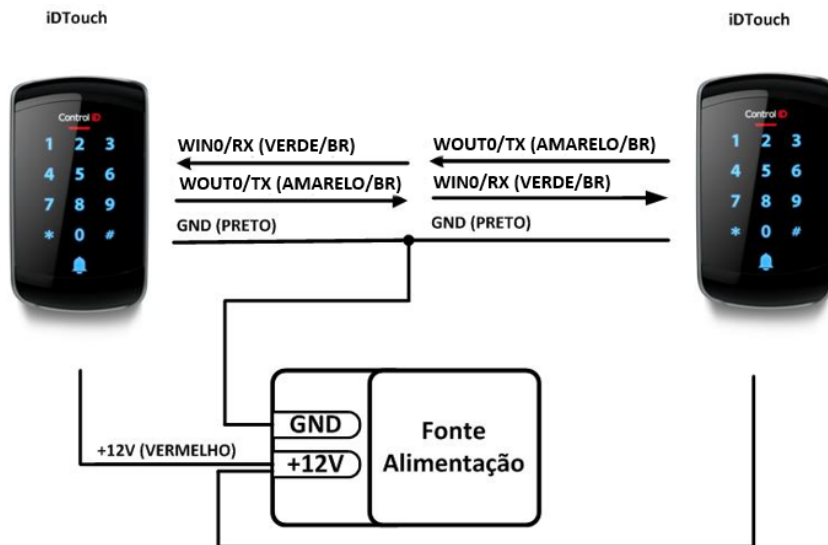 iDTouch
iDTouch
Control iD
1 2 3
4 5 6
7 8 9
* 0 #
WIN0/RX (VERDE/BR)
WOUT0/TX (AMARELO/BR)
GND (PRETO)
WOUT0/TX (AMARELO/BR)
WIN0/RX (VERDE/BR)
GND (PRETO)
Control iD
1 2 3
4 5 6
7 8 9
* 0 #
+12V (VERMELHO)
GND
+12V
Fonte
Alimentação